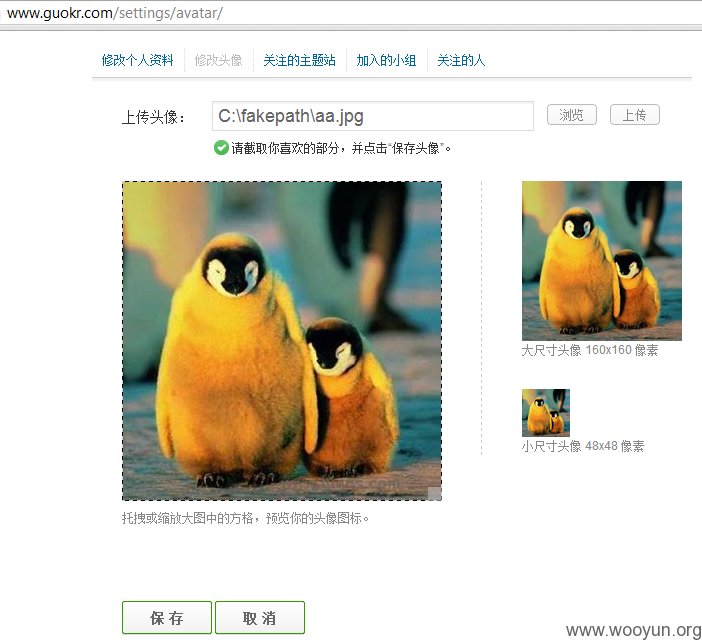 www.guokr.com/settings/avatar/
修改个人资料 修改头像 关注的主题站 加入的小组 关注的人
上传头像： C:\fakepath\aa.jpg 浏览 上传
请截取你喜欢的部分，并点击“保存头像”。
大尺寸头像 160x160 像素
小尺寸头像 48x48 像素
托拽或缩放大图中的方格，预览你的头像图标。
保存 取消
www.wooyun.org